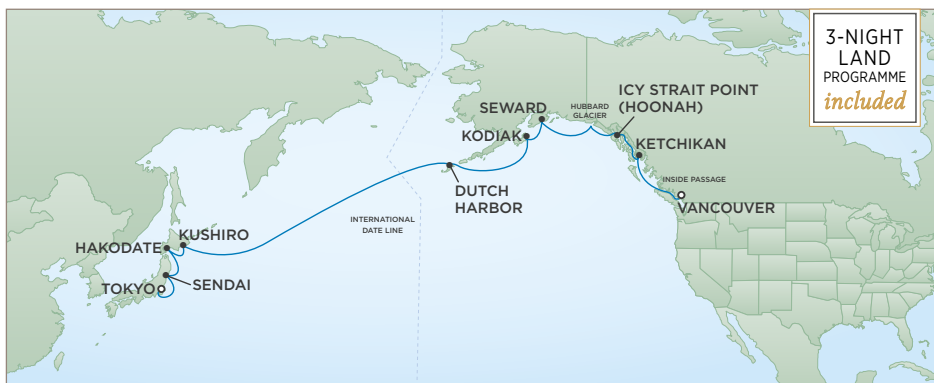 3-NIGHT
LAND
PROGRAMME
included
ICY STRAIT POINT
(HOONAH)
HUBBARD
GLACIER
SEWARD
KODIAK
KETCHIKAN
INSIDE PASSAGE
DUTCH
HARBOR
VANCOUVER
INTERNATIONAL
DATE LINE
KUSHIRO
HAKODATE
SENDAI
TOKYO